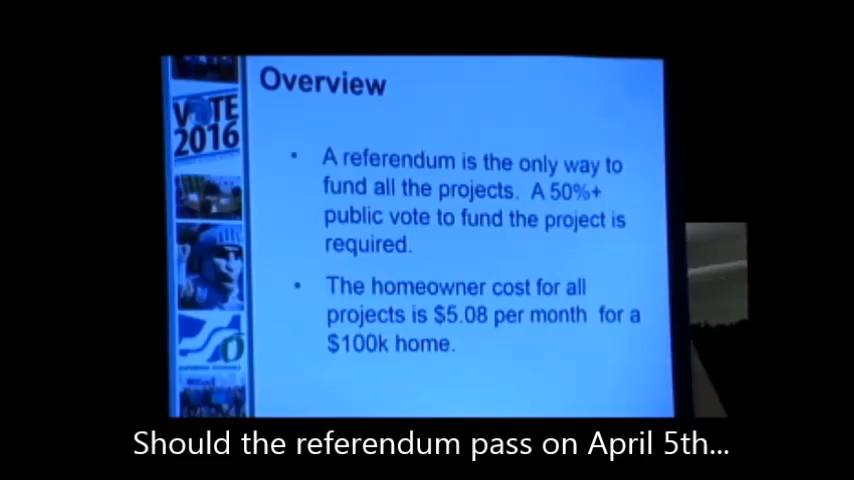 Overview
VOTE
2016
• A referendum is the only way to
fund all the projects. A 50%+
public vote to fund the project is
required.
• The homeowner cost for all
projects is $5.08 per month for a
$100k home.
Should the referendum pass on April 5th...